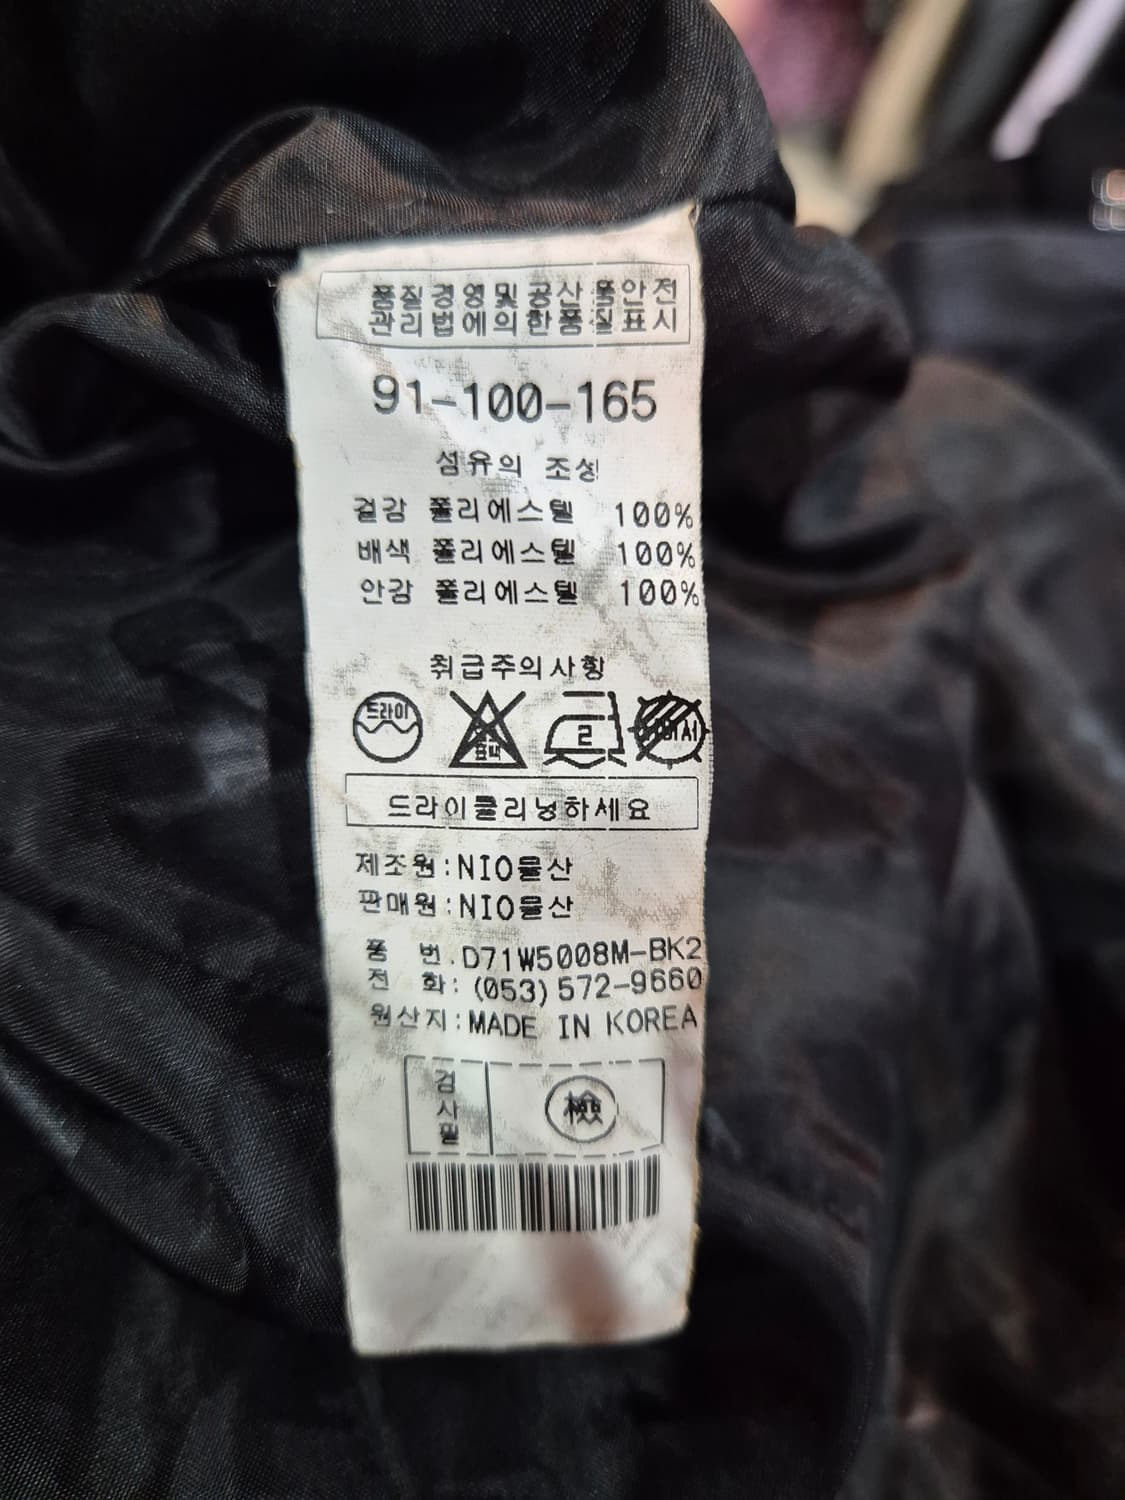 품질경영및공산품안전
관리법에의한품질표시
91-100-165
섬유의 조성
겉감 폴리에스텔 100%
배색 폴리에스텔 100%
안감 폴리에스텔 100%
취급주의사항
드라이 2
드라이클리닝하세요
제조원:NIO물산
판매원:NIO물산
품 번.D71W5008M-BK2
전 화:(053)572-9660
원산지:MADE IN KOREA
검사필 檢